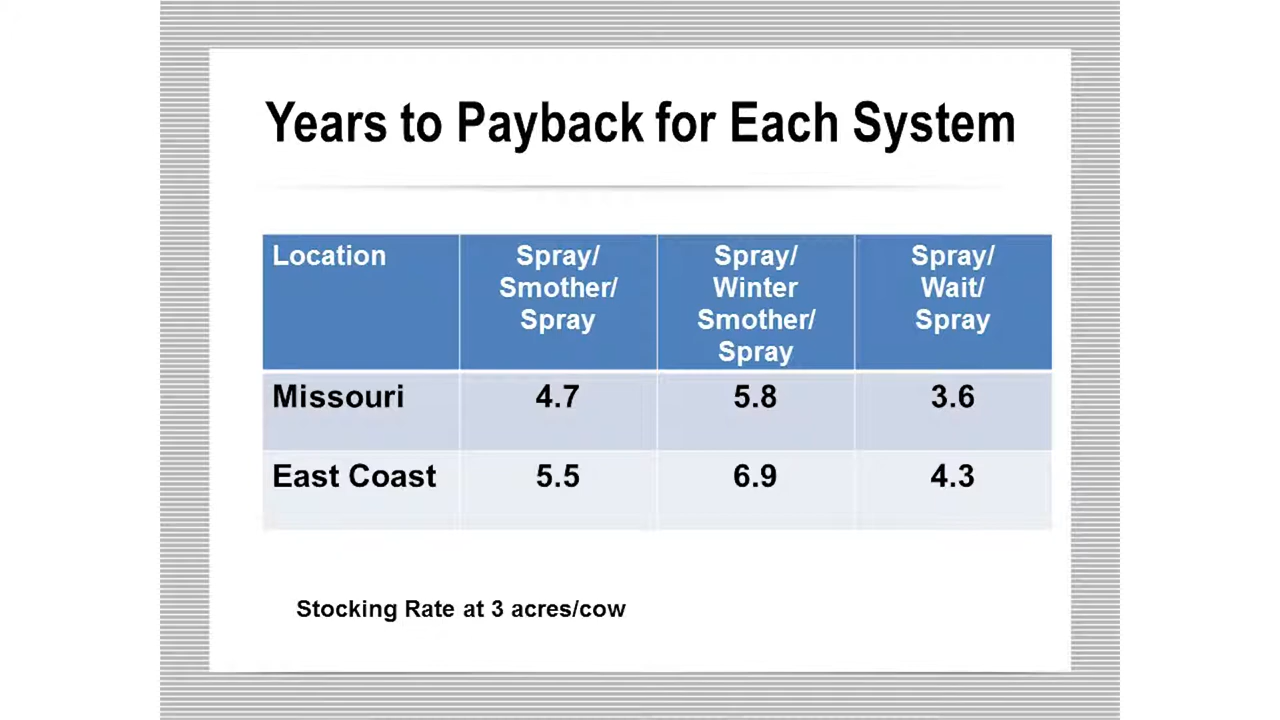 Years to Payback for Each System
Location
Spray/
Smother/
Spray
Spray/
Winter
Smother/
Spray
Spray/
Wait/
Spray
Missouri 4.7 5.8 3.6
East Coast 5.5 6.9 4.3
Stocking Rate at 3 acres/cow